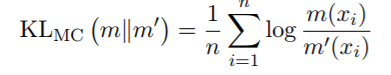 KL_MC (m‖m′) = 1/n ∑_{i=1}^{n} log m(x_i)/m′(x_i)